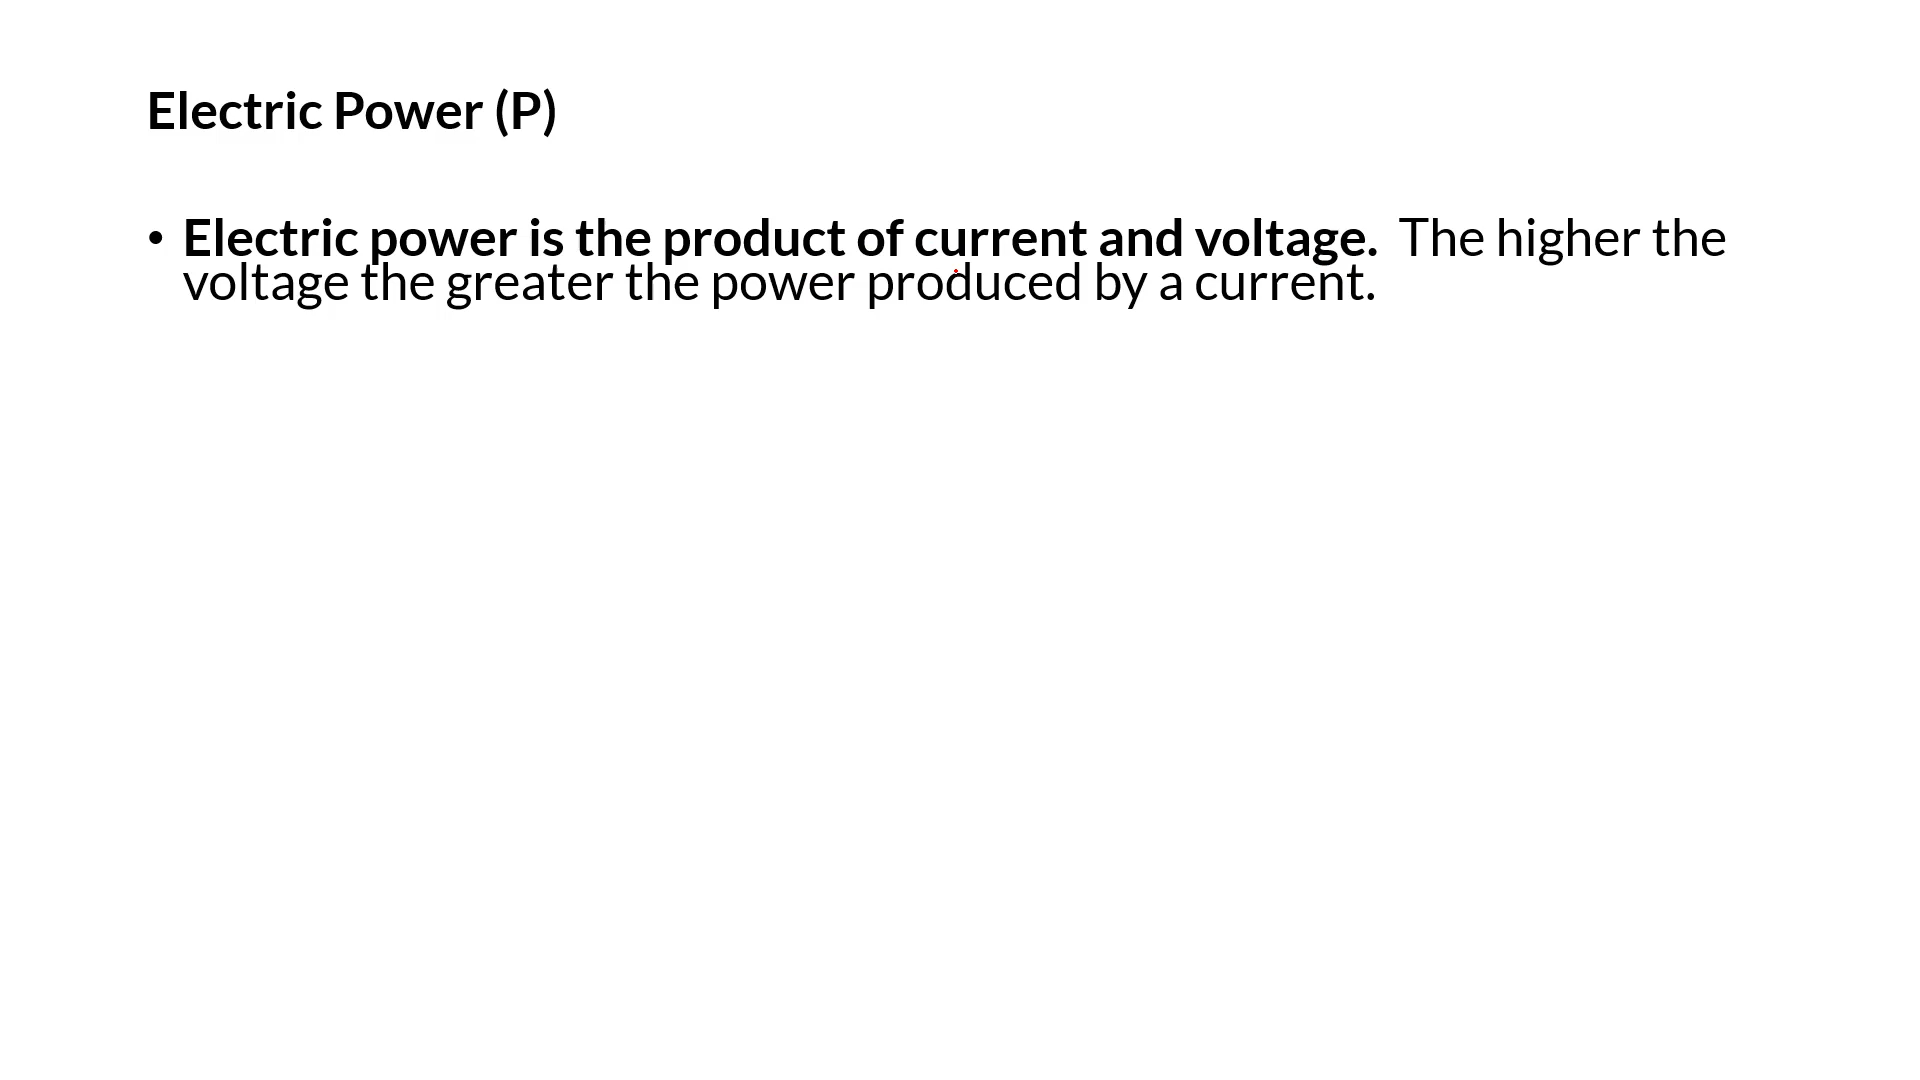 Electric Power (P)
• Electric power is the product of current and voltage.  The higher the
voltage the greater the power produced by a current.